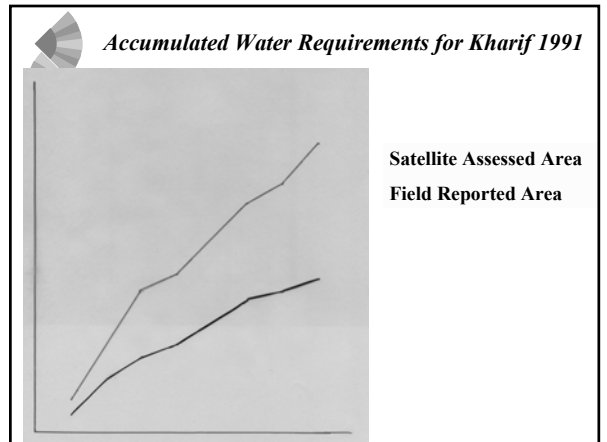 Accumulated Water Requirements for Kharif 1991
Satellite Assessed Area
Field Reported Area